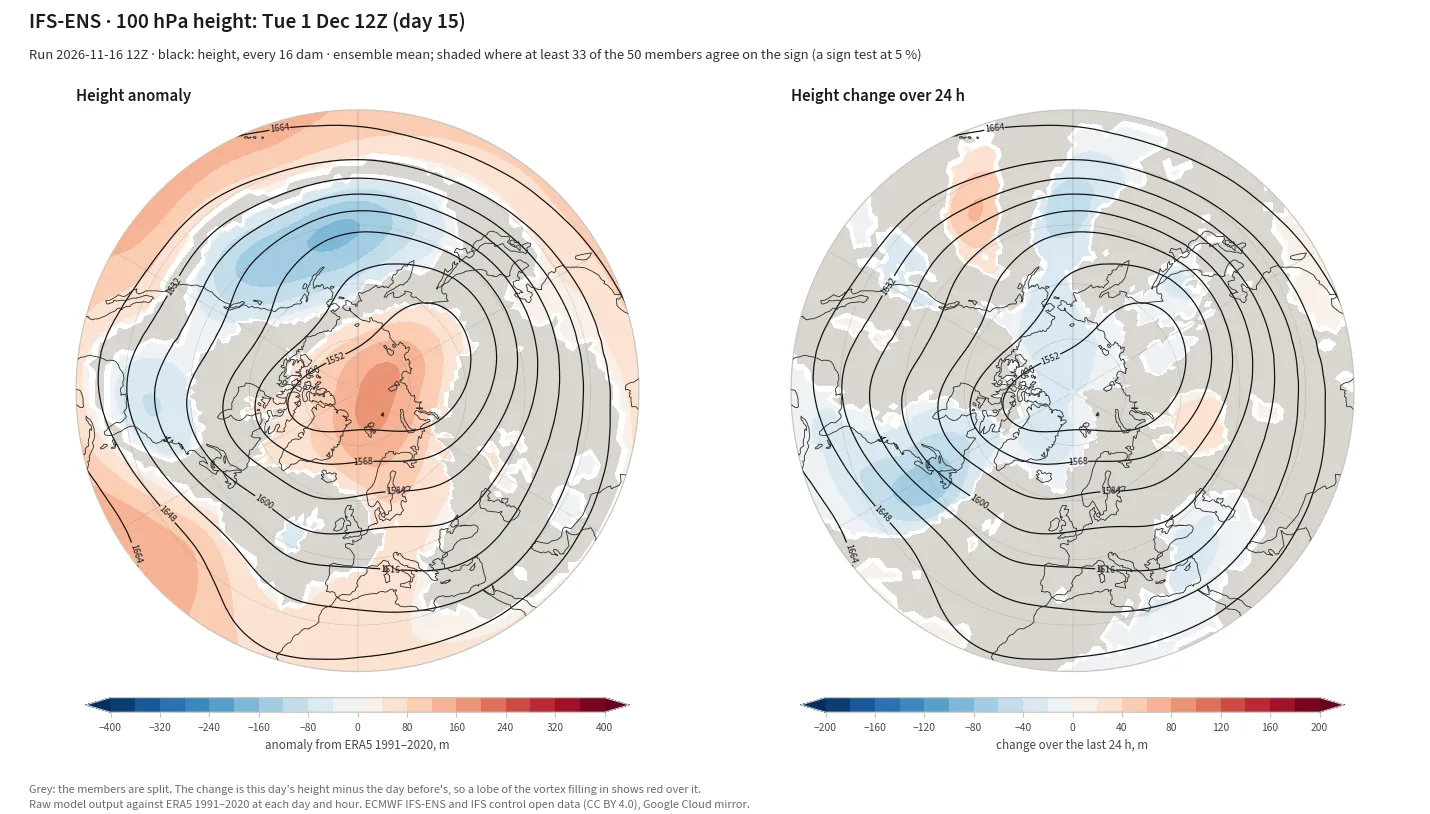 IFS-ENS · 100 hPa height: Tue 1 Dec 12Z (day 15)
Run 2026-11-16 12Z · black: height, every 16 dam · ensemble mean; shaded where at least 33 of the 50 members agree on the sign (a sign test at 5 %)
Height anomaly
Height change over 24 h
1664
1632
1552
1568
1600
1648
1664
1616
1664
1632
1552
1568
1600
1648
1664
1616
−400 −320 −240 −160 −80 0 80 160 240 320 400
anomaly from ERA5 1991–2020, m
−200 −160 −120 −80 −40 0 40 80 120 160 200
change over the last 24 h, m
Grey: the members are split. The change is this day's height minus the day before's, so a lobe of the vortex filling in shows red over it.
Raw model output against ERA5 1991–2020 at each day and hour. ECMWF IFS-ENS and IFS control open data (CC BY 4.0), Google Cloud mirror.